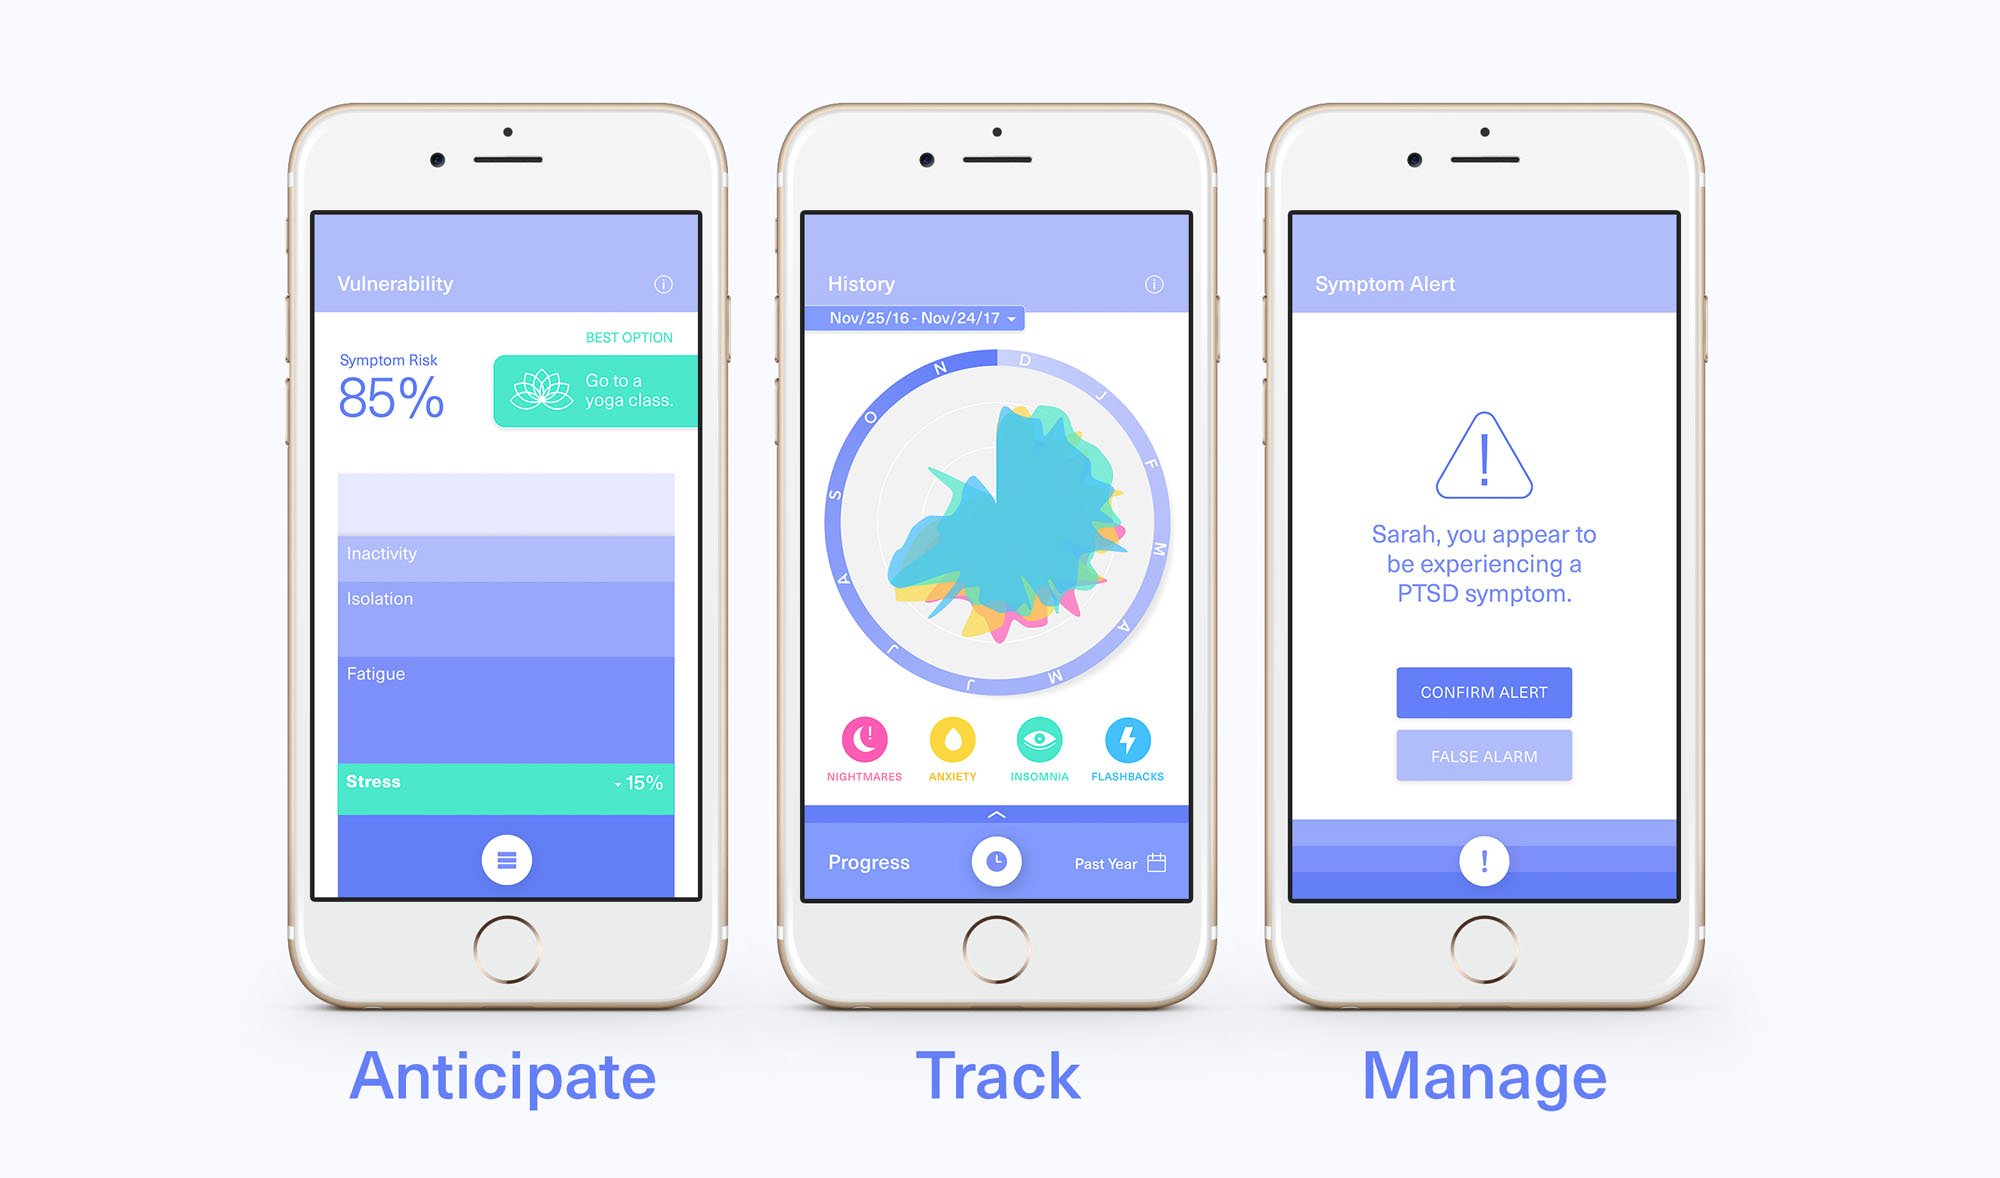 Vulnerability
BEST OPTION
Symptom Risk
85%
Go to a
yoga class.
Inactivity
Isolation
Fatigue
Stress
15%
History
Nov/25/16 - Nov/24/17
D
J
F
M
A
M
J
J
A
S
O
N
NIGHTMARES
ANXIETY
INSOMNIA
FLASHBACKS
Progress
Past Year
Symptom Alert
!
Sarah, you appear to
be experiencing a
PTSD symptom.
CONFIRM ALERT
FALSE ALARM
!
Anticipate
Track
Manage